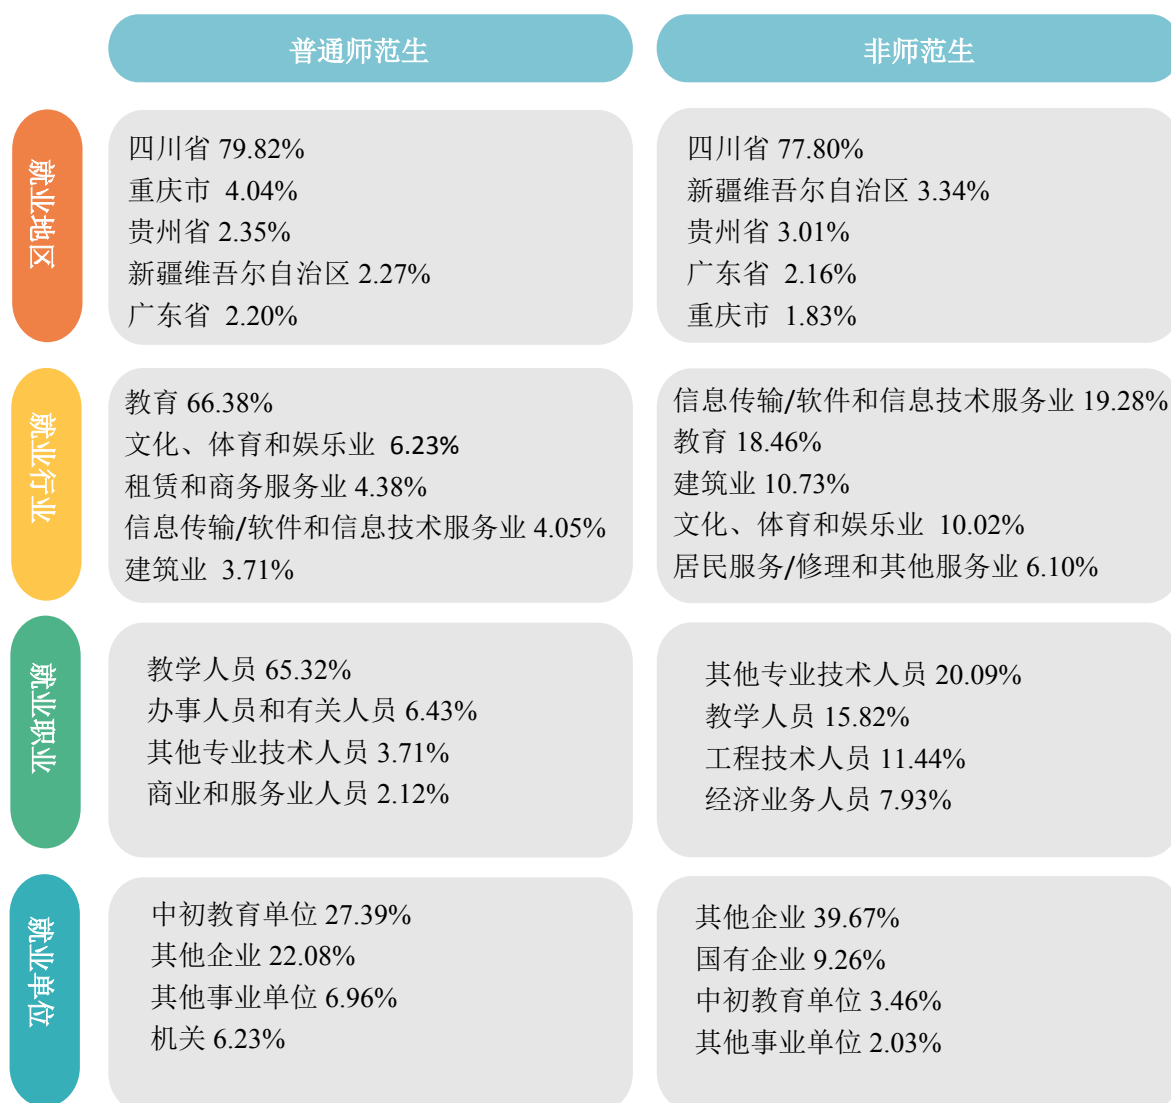 普通师范生
非师范生
就业地区
四川省 79.82%
重庆市 4.04%
贵州省 2.35%
新疆维吾尔自治区 2.27%
广东省 2.20%
四川省 77.80%
新疆维吾尔自治区 3.34%
贵州省 3.01%
广东省 2.16%
重庆市 1.83%
就业行业
教育 66.38%
文化、体育和娱乐业 6.23%
租赁和商务服务业 4.38%
信息传输/软件和信息技术服务业 4.05%
建筑业 3.71%
信息传输/软件和信息技术服务业 19.28%
教育 18.46%
建筑业 10.73%
文化、体育和娱乐业 10.02%
居民服务/修理和其他服务业 6.10%
就业职业
教学人员 65.32%
办事人员和有关人员 6.43%
其他专业技术人员 3.71%
商业和服务业人员 2.12%
其他专业技术人员 20.09%
教学人员 15.82%
工程技术人员 11.44%
经济业务人员 7.93%
就业单位
中初教育单位 27.39%
其他企业 22.08%
其他事业单位 6.96%
机关 6.23%
其他企业 39.67%
国有企业 9.26%
中初教育单位 3.46%
其他事业单位 2.03%